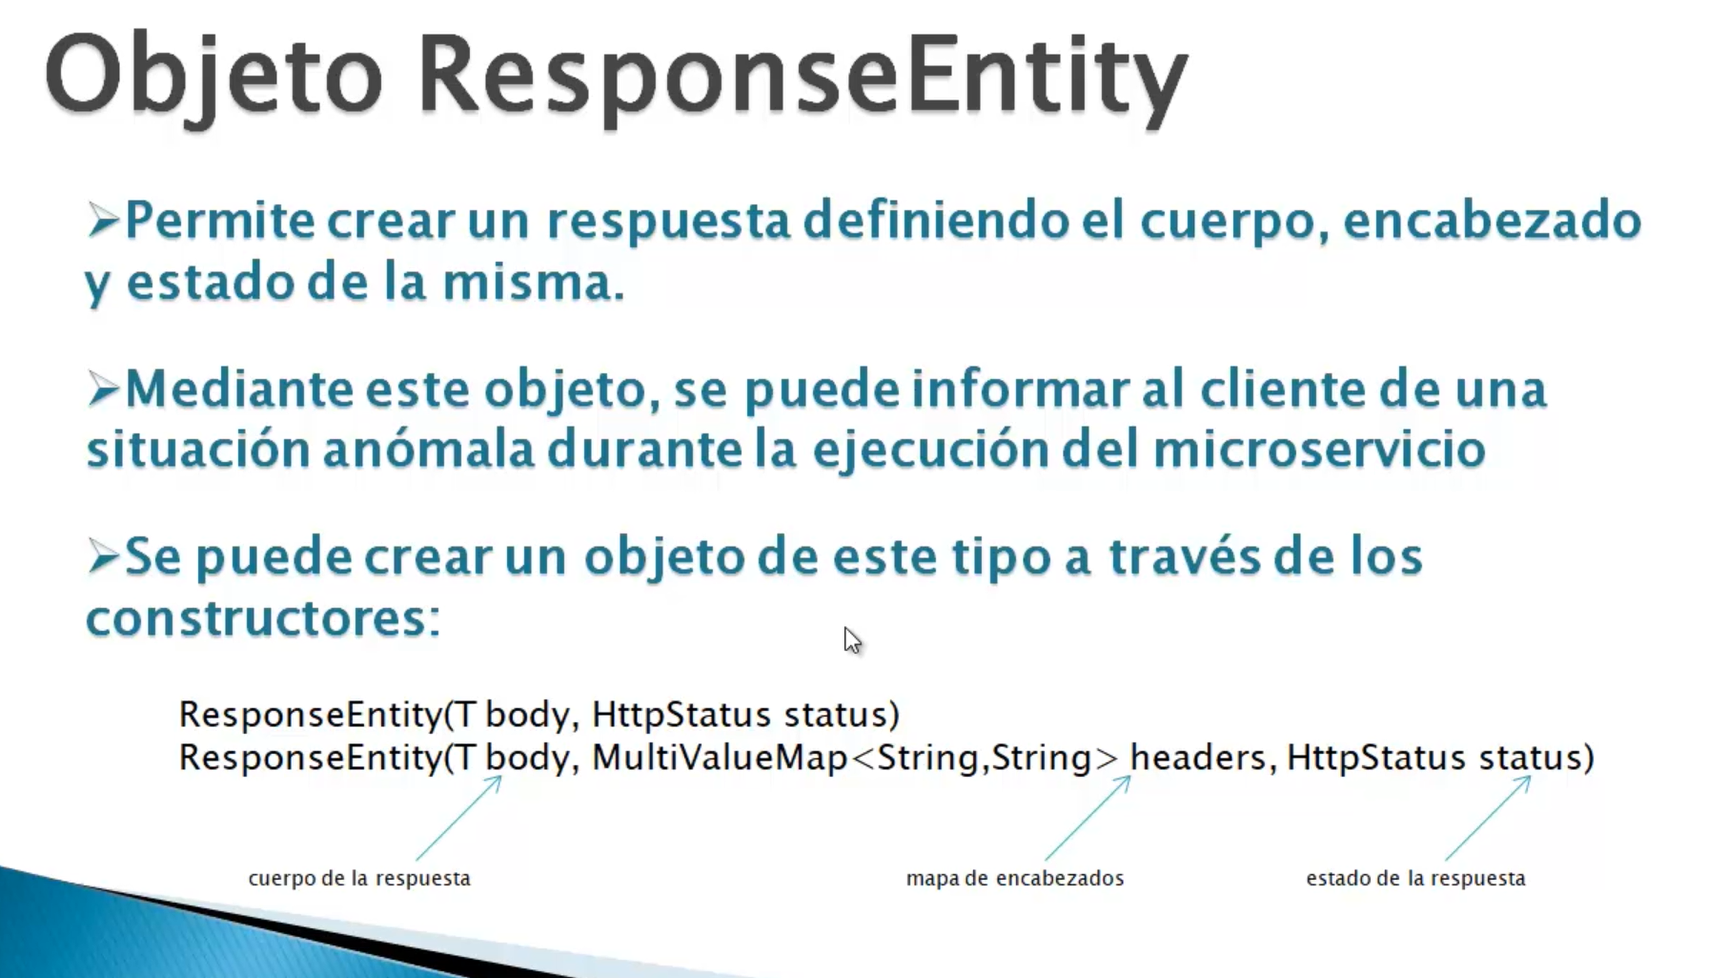 Objeto ResponseEntity
➢Permite crear un respuesta definiendo el cuerpo, encabezado
y estado de la misma.
➢Mediante este objeto, se puede informar al cliente de una
situación anómala durante la ejecución del microservicio
➢Se puede crear un objeto de este tipo a través de los
constructores:
ResponseEntity(T body, HttpStatus status)
ResponseEntity(T body, MultiValueMap<String,String> headers, HttpStatus status)
cuerpo de la respuesta
mapa de encabezados
estado de la respuesta